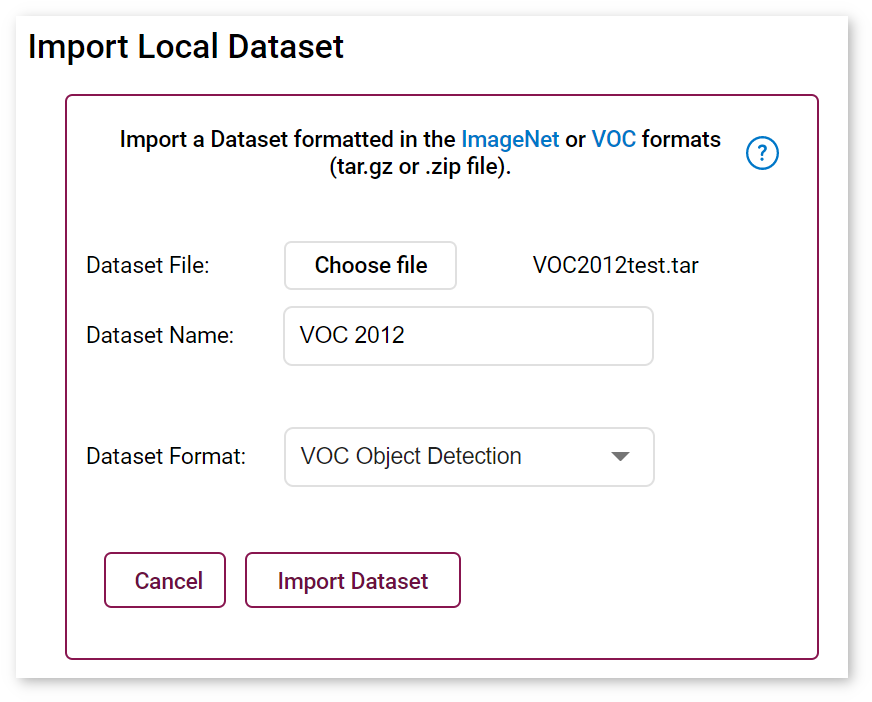 Import Local Dataset
Import a Dataset formatted in the ImageNet or VOC formats
(tar.gz or .zip file).
?
Dataset File:
Choose file
VOC2012test.tar
Dataset Name:
VOC 2012
Dataset Format:
VOC Object Detection
Cancel
Import Dataset